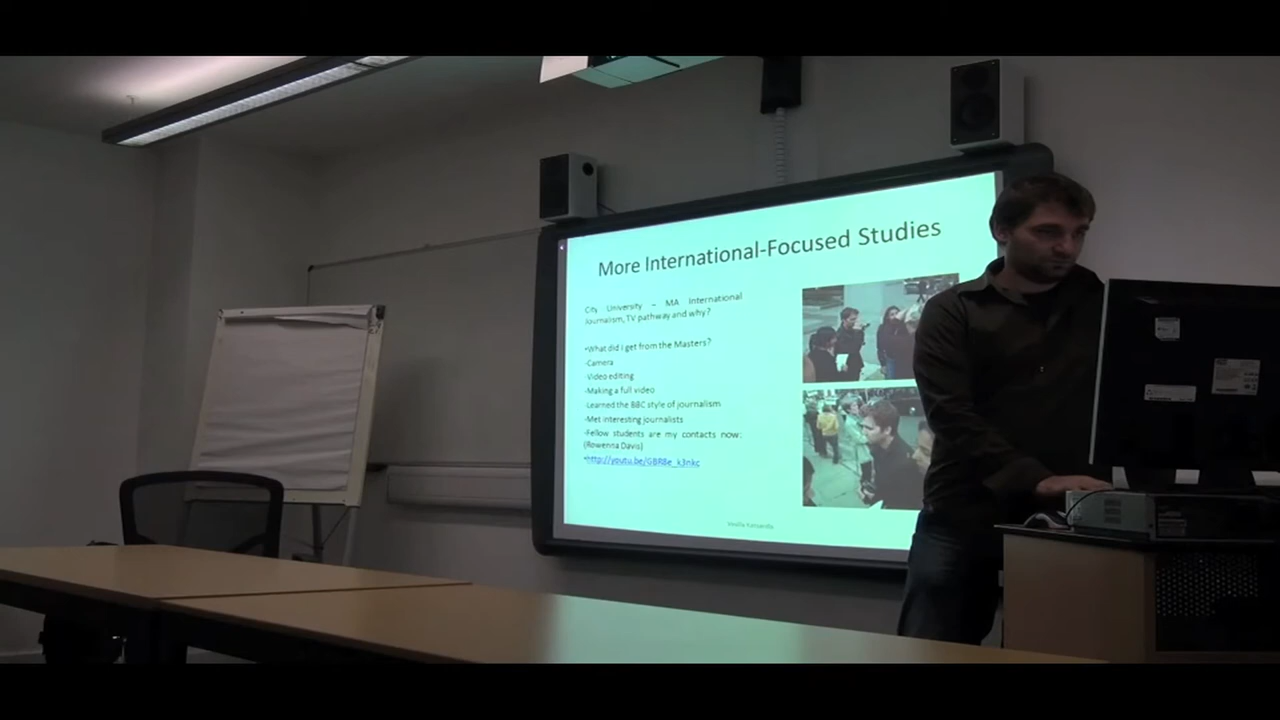 More International-Focused Studies
City University – MA International
Journalism, TV pathway and why?
•What did i get from the Masters?
-Camera
-Video editing
-Making a full video
-Learned the BBC style of journalism
-Met interesting journalists
-Fellow students are my contacts now:
(Rowenna Davis)
•http://youtu.be/GBR8e_k3nkc